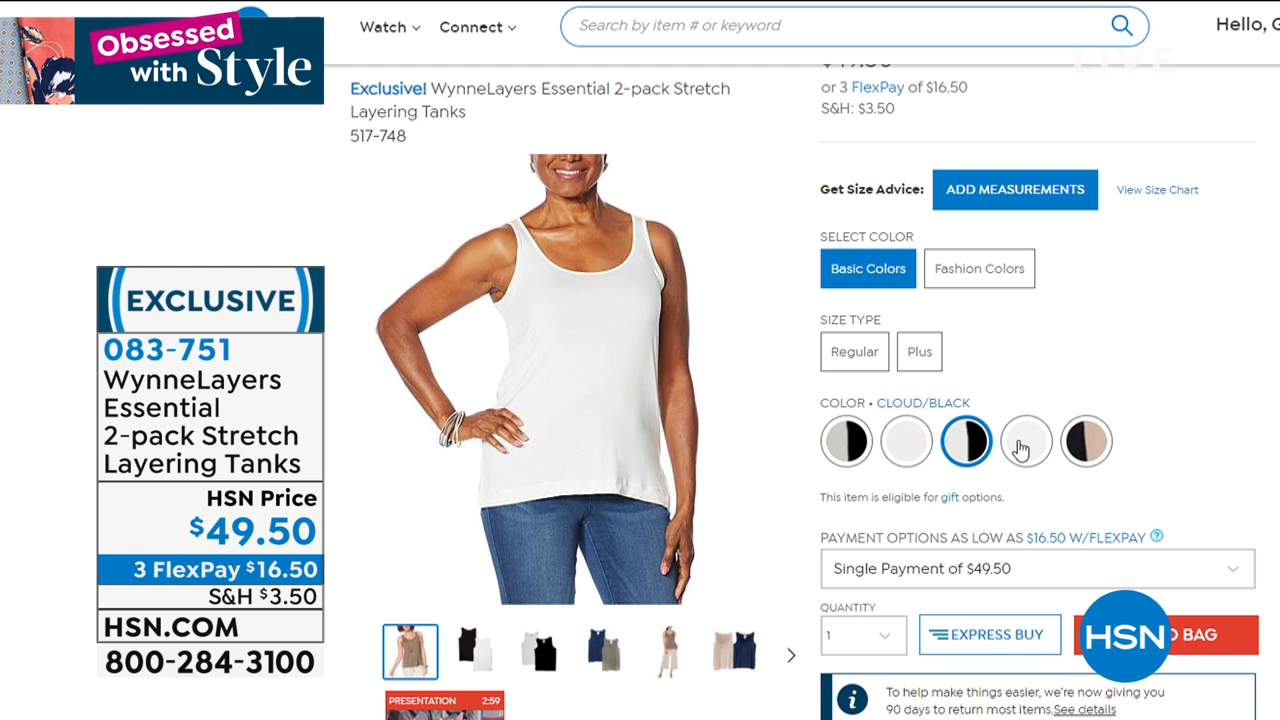 Obsessed
with Style
Watch
Connect
Search by item # or keyword
Hello, G
LIVE
Exclusive! WynneLayers Essential 2-pack Stretch
Layering Tanks
517-748
or 3 FlexPay of $16.50
S&H: $3.50
Get Size Advice:
ADD MEASUREMENTS
View Size Chart
SELECT COLOR
Basic Colors
Fashion Colors
SIZE TYPE
Regular
Plus
COLOR • CLOUD/BLACK
This item is eligible for gift options.
PAYMENT OPTIONS AS LOW AS $16.50 W/FLEXPAY ?
Single Payment of $49.50
QUANTITY
1
EXPRESS BUY
HSN
O BAG
i
To help make things easier, we're now giving you
90 days to return most items.See details
PRESENTATION 2:59
EXCLUSIVE
083-751
WynneLayers
Essential
2-pack Stretch
Layering Tanks
HSN Price
$49.50
3 FlexPay $16.50
S&H $3.50
HSN.COM
800-284-3100